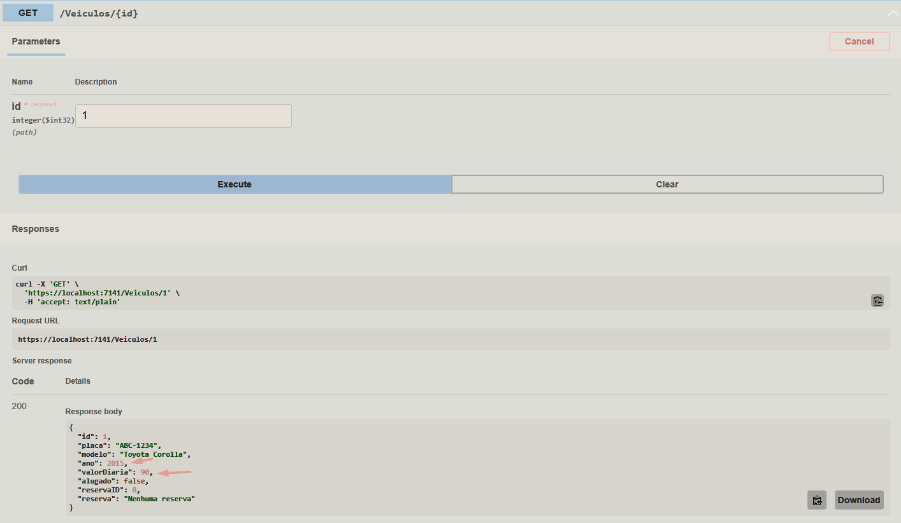 GET /Veiculos/{id}
Parameters
Cancel
Name Description
id * required
integer($int32)
(path)
1
Execute Clear
Responses
Curl
curl -X 'GET' \
'https://localhost:7141/Veiculos/1' \
-H 'accept: text/plain'
Request URL
https://localhost:7141/Veiculos/1
Server response
Code Details
200
Response body
{
"id": 1,
"placa": "ABC-1234",
"modelo": "Toyota Corolla",
"ano": 2015,
"valorDiaria": 90,
"alugado": false,
"reservaID": 0,
"reserva": "Nenhuma reserva"
}
Download